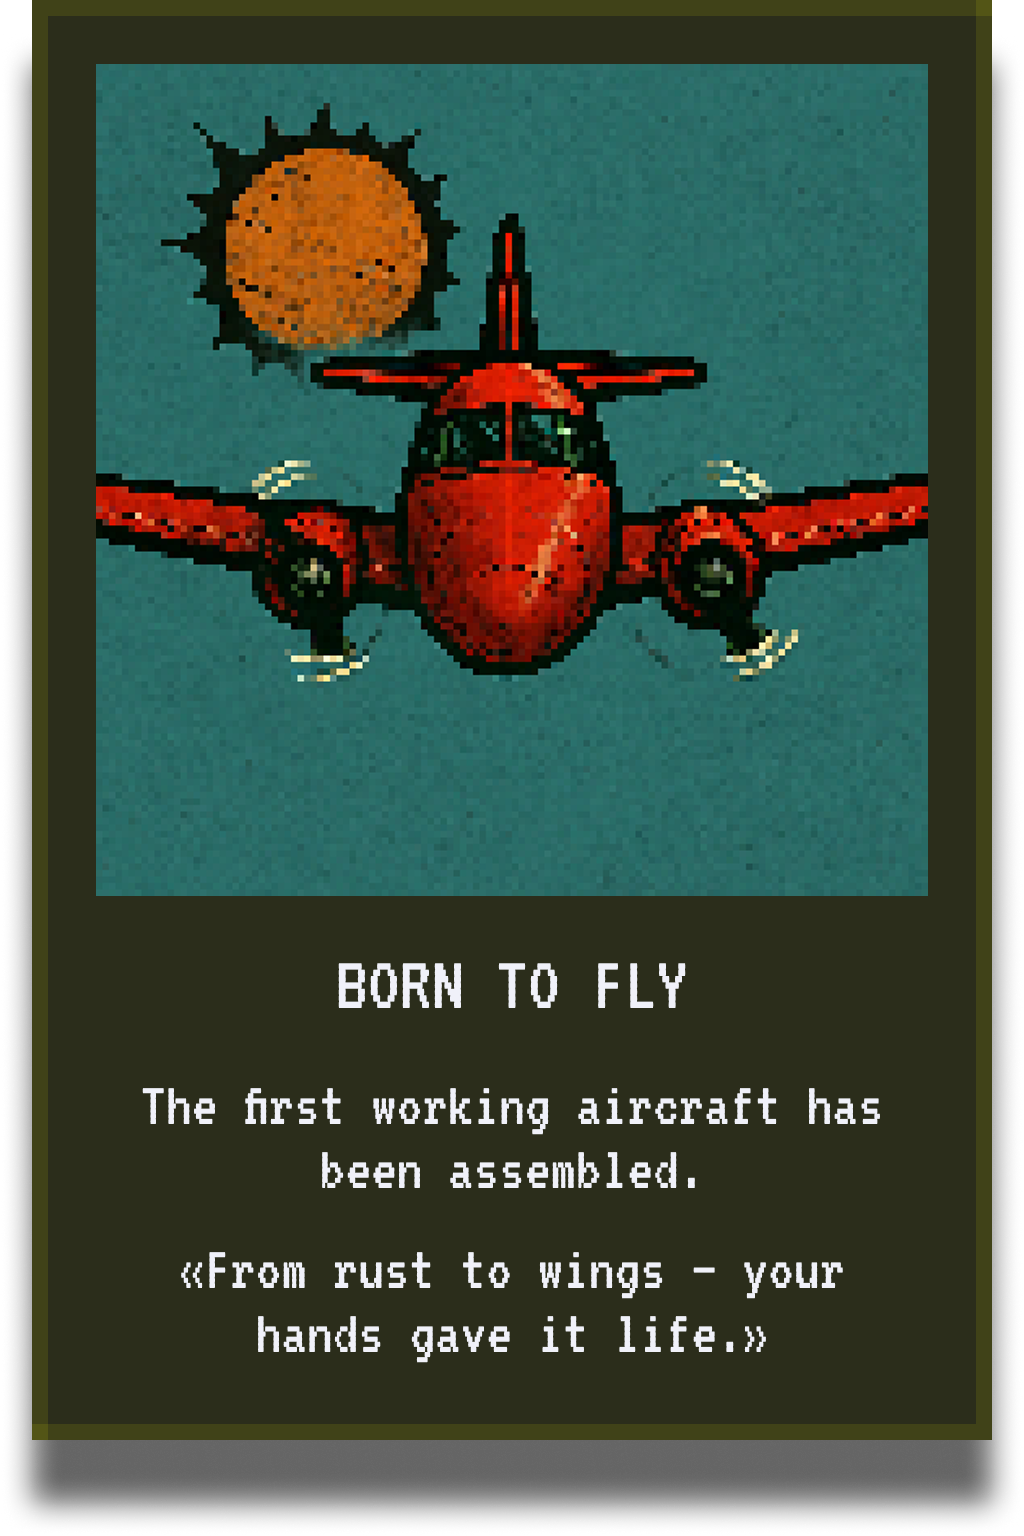 BORN TO FLY
The first working aircraft has
been assembled.
«From rust to wings – your
hands gave it life.»